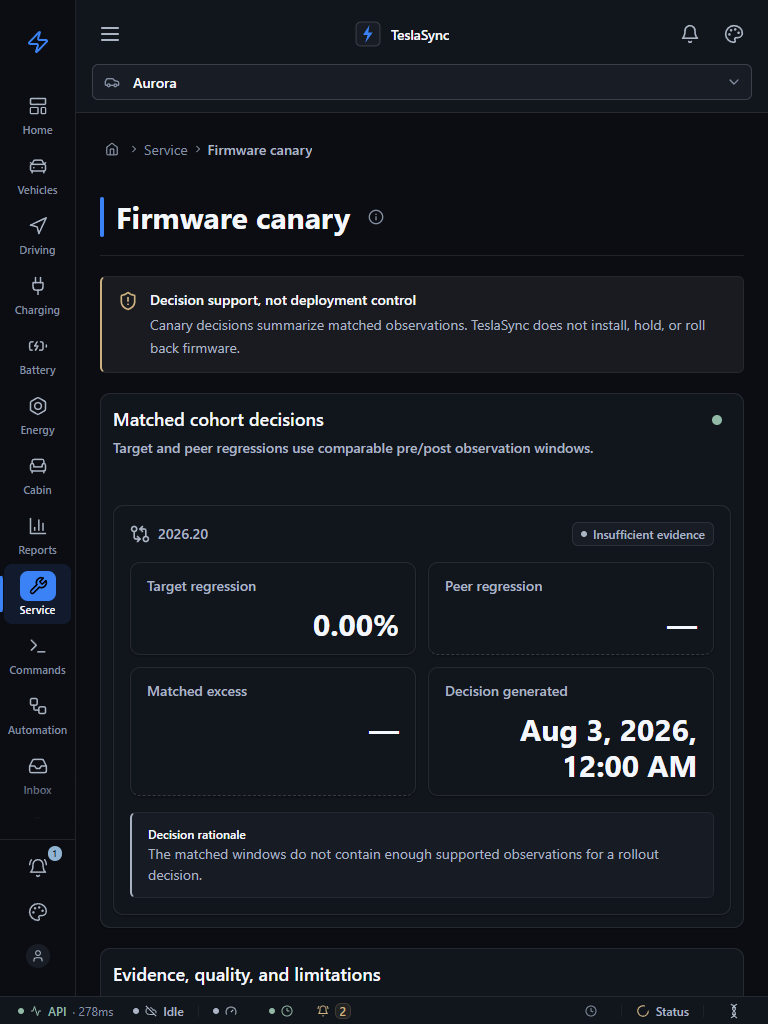 TeslaSync
Aurora
Home
Vehicles
Driving
Charging
Battery
Energy
Cabin
Reports
Service
Commands
Automation
Inbox
1
Service
Firmware canary
Firmware canary
Decision support, not deployment control
Canary decisions summarize matched observations. TeslaSync does not install, hold, or roll
back firmware.
Matched cohort decisions
Target and peer regressions use comparable pre/post observation windows.
2026.20
Insufficient evidence
Target regression
0.00%
Peer regression
—
Matched excess
—
Decision generated
Aug 3, 2026,
12:00 AM
Decision rationale
The matched windows do not contain enough supported observations for a rollout
decision.
Evidence, quality, and limitations
API · 278ms
Idle
2
Status